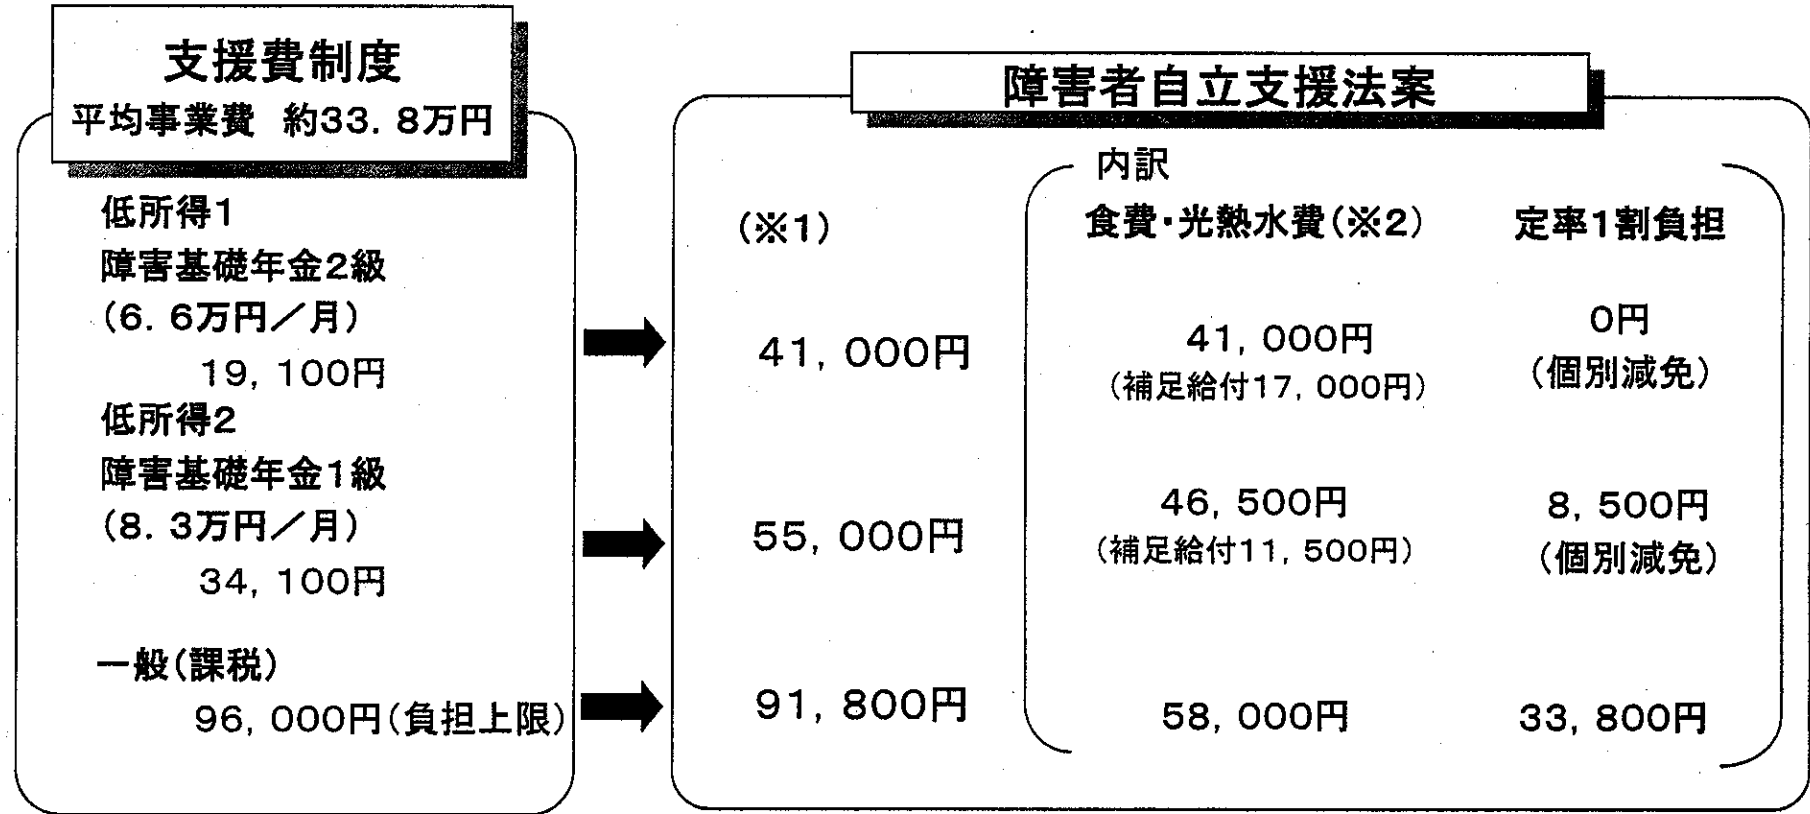 支援費制度
平均事業費 約33.8万円
低所得1
障害基礎年金2級
(6.6万円/月)
19,100円
低所得2
障害基礎年金1級
(8.3万円/月)
34,100円
一般(課税)
96,000円(負担上限)
障害者自立支援法案
内訳
(※1) 食費・光熱水費(※2) 定率1割負担
41,000円 41,000円 0円
(補足給付17,000円) (個別減免)
55,000円 46,500円 8,500円
(補足給付11,500円) (個別減免)
91,800円 58,000円 33,800円